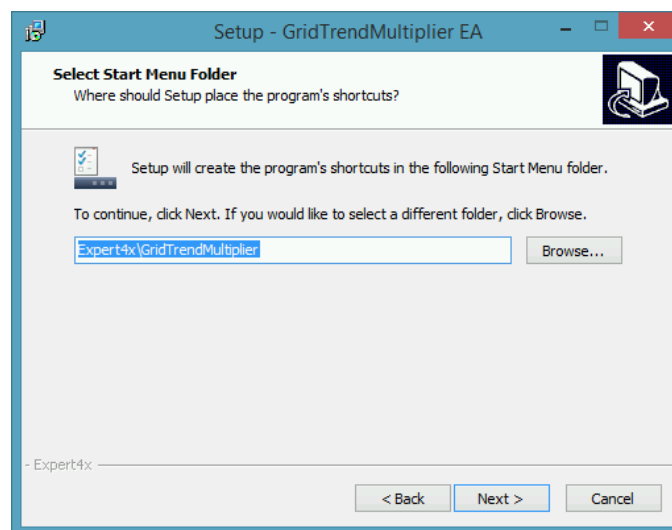 Setup - GridTrendMultiplier EA
Select Start Menu Folder
Where should Setup place the program's shortcuts?
Setup will create the program's shortcuts in the following Start Menu folder.
To continue, click Next. If you would like to select a different folder, click Browse.
Expert4x\GridTrendMultiplier
Browse...
Expert4x
< Back
Next >
Cancel